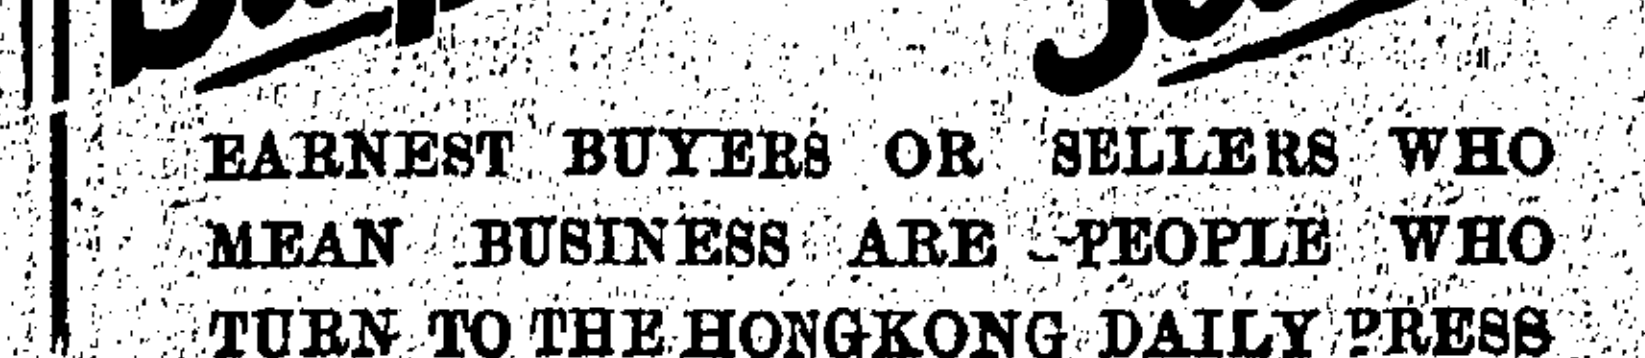 EARNEST BUYERS OR SELLERS WHO
MEAN BUSINESS ARE PEOPLE WHO
TURN TO THE HONGKONG DAILY PRESS